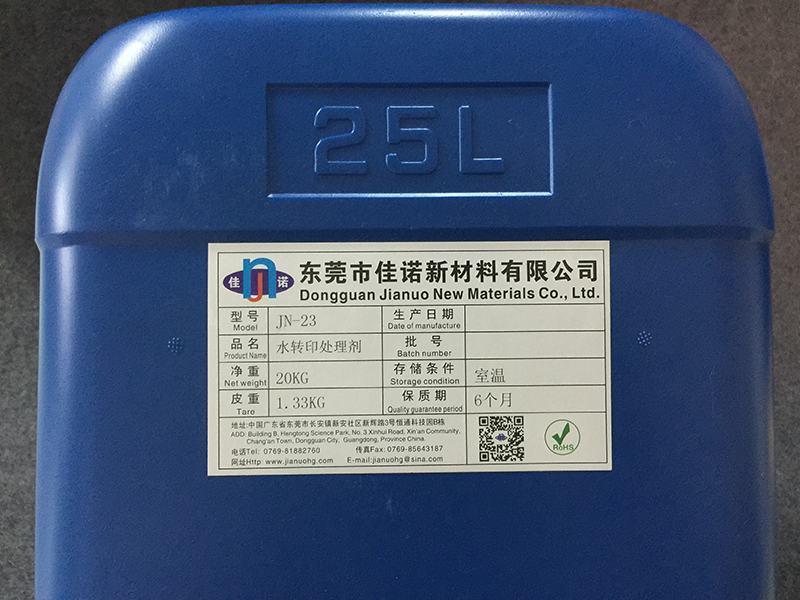 25L
佳 nj 诺
东莞市佳诺新材料有限公司
Dongguan Jianuo New Materials Co., Ltd.
型号 JN-23 生产日期
Model Date of manufacture
品名 水转印处理剂 批号
Product Name Batch number
净重 20KG 存储条件 室温
Net weight Storage condition
皮重 1.33KG 保质期 6个月
Tare Quality guarantee period
地址:中国广东省东莞市长安镇新安社区新辉路3号恒通科技园B栋
ADD: Building B, Hengtong Science Park, No. 3 Xinhui Road, Xin'an Community,
Chang'an Town, Dongguan City, Guangdong, Province China.
电话Tel: 0769-81882760 传真Fax: 0769-85643187
网址Http: www.jianuohg.com E-mail:jianuohg@sina.com
RoHS